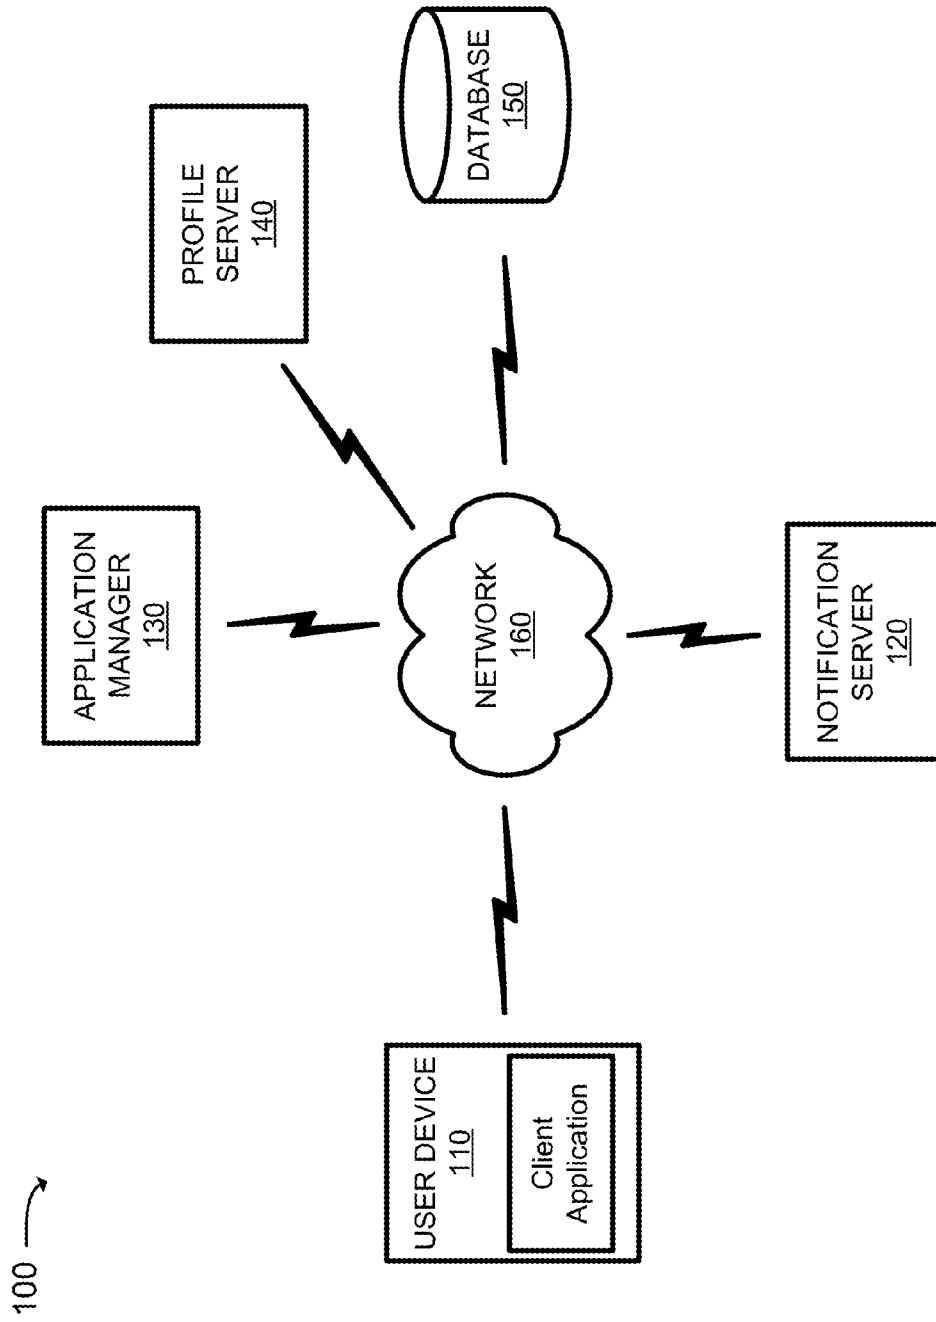 100
APPLICATION
MANAGER
130
PROFILE
SERVER
140
USER DEVICE
110
Client
Application
NETWORK
160
DATABASE
150
NOTIFICATION
SERVER
120